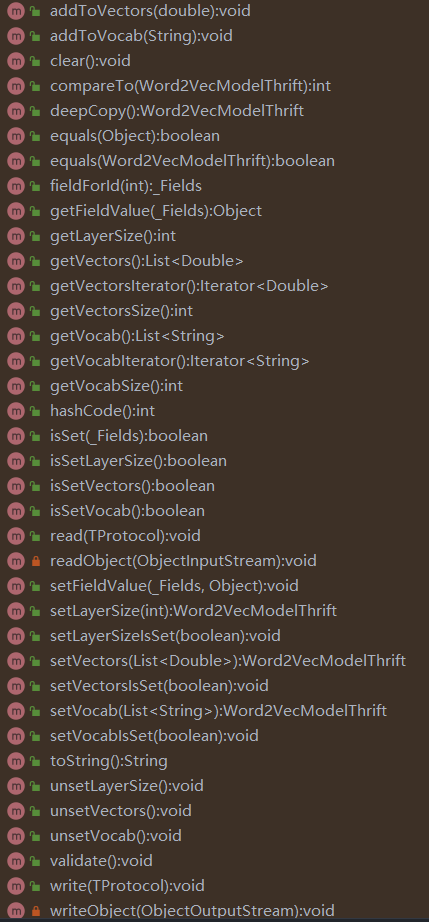 addToVectors(double):void
addToVocab(String):void
clear():void
compareTo(Word2VecModelThrift):int
deepCopy():Word2VecModelThrift
equals(Object):boolean
equals(Word2VecModelThrift):boolean
fieldForId(int):_Fields
getFieldValue(_Fields):Object
getLayerSize():int
getVectors():List<Double>
getVectorsIterator():Iterator<Double>
getVectorsSize():int
getVocab():List<String>
getVocabIterator():Iterator<String>
getVocabSize():int
hashCode():int
isSet(_Fields):boolean
isSetLayerSize():boolean
isSetVectors():boolean
isSetVocab():boolean
read(TProtocol):void
readObject(ObjectInputStream):void
setFieldValue(_Fields, Object):void
setLayerSize(int):Word2VecModelThrift
setLayerSizeIsSet(boolean):void
setVectors(List<Double>):Word2VecModelThrift
setVectorsIsSet(boolean):void
setVocab(List<String>):Word2VecModelThrift
setVocabIsSet(boolean):void
toString():String
unsetLayerSize():void
unsetVectors():void
unsetVocab():void
validate():void
write(TProtocol):void
writeObject(ObjectOutputStream):void